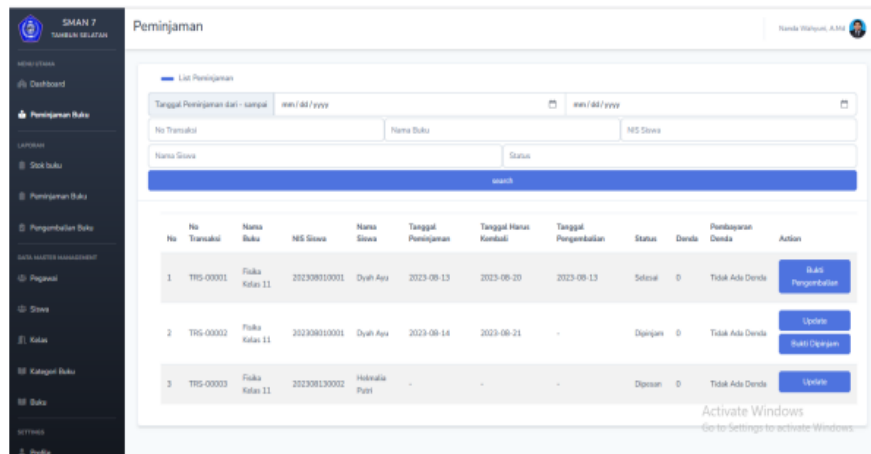 SMAN 7
TAMBUN SELATAN
Peminjaman
Nanda Wahyuni, A.Md
MENU UTAMA
Dashboard
Peminjaman Buku
LAPORAN
Stok buku
Peminjaman Buku
Pengembalian Buku
DATA MASTER MANAGEMENT
Pegawai
Siswa
Kelas
Kategori Buku
Buku
SETTINGS
Profile
List Peminjaman
Tanggal Peminjaman dari - sampai mm/dd/yyyy mm/dd/yyyy
No Transaksi Nama Buku NIS Siswa
Nama Siswa Status
search
No No Transaksi Nama Buku NIS Siswa Nama Siswa Tanggal Peminjaman Tanggal Harus Kembali Tanggal Pengembalian Status Denda Pembayaran Denda Action
1 TRS-00001 Fisika Kelas 11 202308010001 Dyah Ayu 2023-08-13 2023-08-20 2023-08-13 Selesai 0 Tidak Ada Denda Bukti Pengembalian
2 TRS-00002 Fisika Kelas 11 202308010001 Dyah Ayu 2023-08-14 2023-08-21 - Dipinjam 0 Tidak Ada Denda Update Bukti Dipinjam
3 TRS-00003 Fisika Kelas 11 202308130002 Helmalia Putri - - - Dipesan 0 Tidak Ada Denda Update
Activate Windows
Go to Settings to activate Windows.